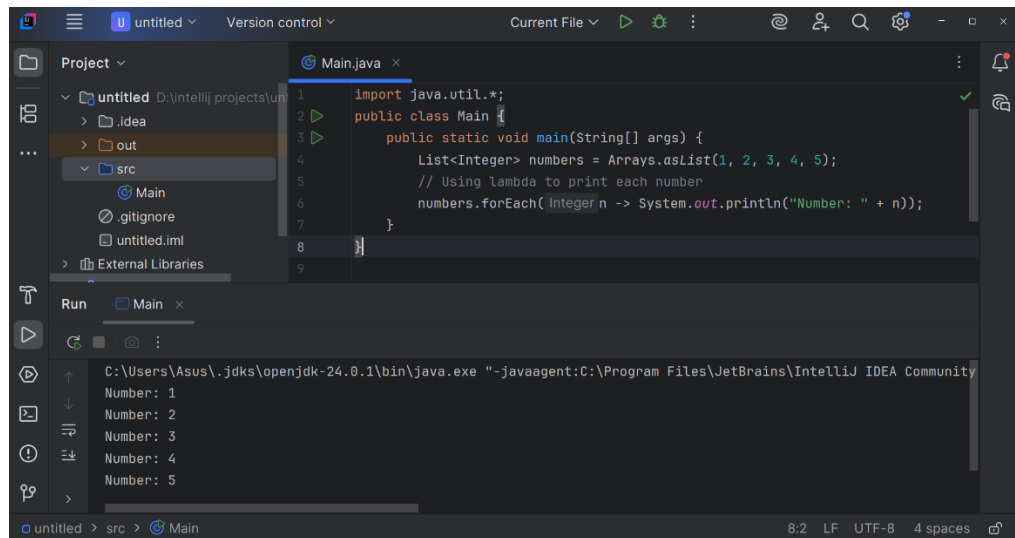 U untitled Version control Current File
Project
Main.java
untitled D:\intellij projects\un
.idea
out
src
Main
.gitignore
untitled.iml
External Libraries
1 import java.util.*;
2 public class Main {
3 public static void main(String[] args) {
4 List<Integer> numbers = Arrays.asList(1, 2, 3, 4, 5);
5 // Using lambda to print each number
6 numbers.forEach( Integer n -> System.out.println("Number: " + n));
7 }
8 }
9
Run Main
C:\Users\Asus\.jdks\openjdk-24.0.1\bin\java.exe "-javaagent:C:\Program Files\JetBrains\IntelliJ IDEA Community
Number: 1
Number: 2
Number: 3
Number: 4
Number: 5
untitled > src > Main 8:2 LF UTF-8 4 spaces